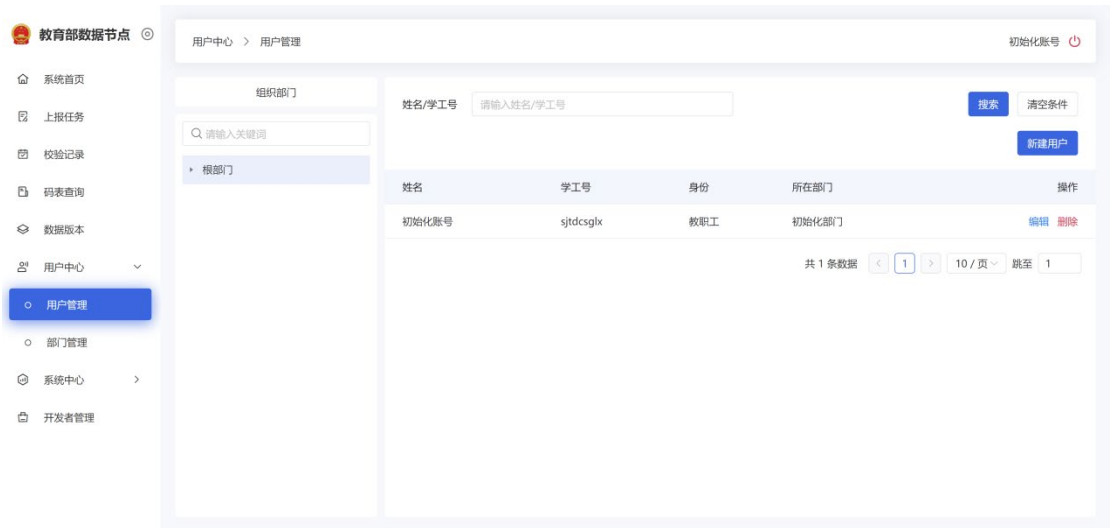 教育部数据节点
系统首页
上报任务
校验记录
码表查询
数据版本
用户中心
用户管理
部门管理
系统中心
开发者管理
用户中心 > 用户管理
初始化账号
组织部门
请输入关键词
根部门
姓名/学工号 请输入姓名/学工号 搜索 清空条件
新建用户
姓名 学工号 身份 所在部门 操作
初始化账号 sjtdcsglx 教职工 初始化部门 编辑 删除
共 1 条数据 < 1 > 10 / 页 跳至 1